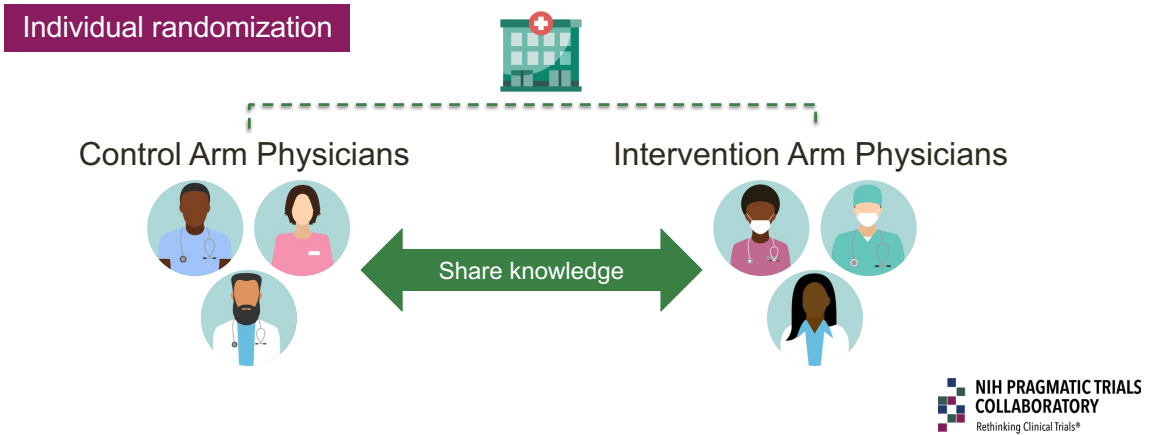 Individual randomization
Control Arm Physicians
Intervention Arm Physicians
Share knowledge
NIH PRAGMATIC TRIALS
COLLABORATORY
Rethinking Clinical Trials®